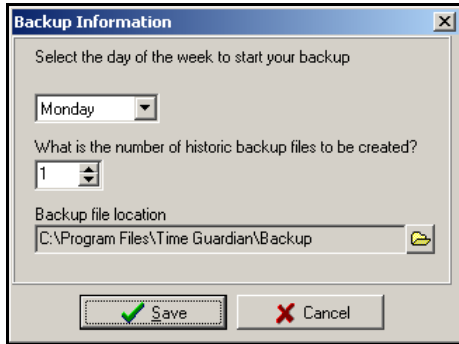 Backup Information
Select the day of the week to start your backup
Monday
What is the number of historic backup files to be created?
1
Backup file location
C:\Program Files\Time Guardian\Backup
Save Cancel